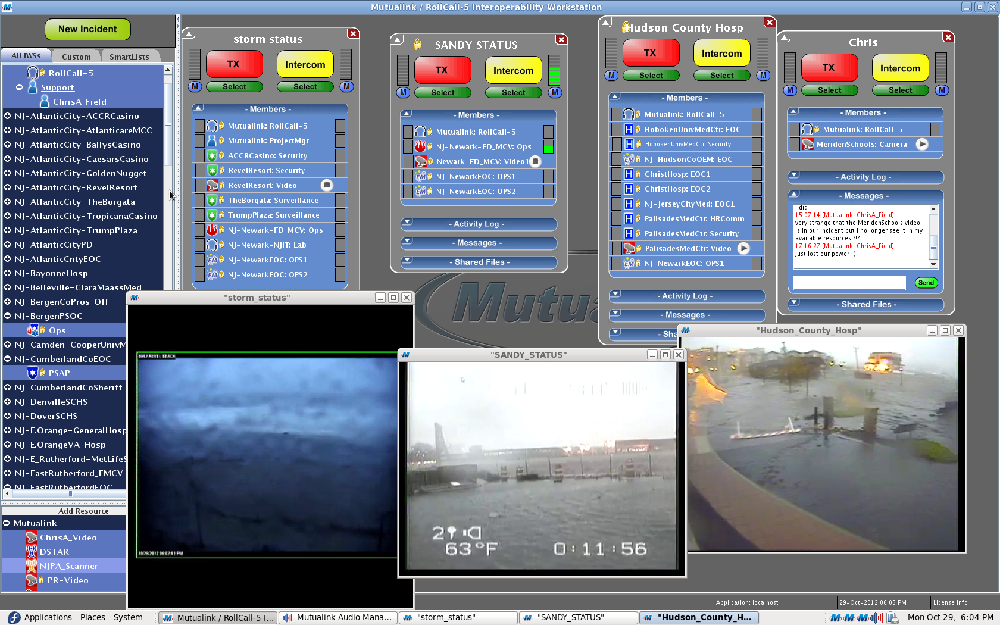 Mutualink / RollCall-5 Interoperability Workstation
New Incident
All IWSs
Custom
SmartLists
RollCall-5
Support
ChrisA_Field
NJ-AtlanticCity-ACCRCasino
NJ-AtlanticCity-AtlanticareMCC
NJ-AtlanticCity-BallysCasino
NJ-AtlanticCity-CaesarsCasino
NJ-AtlanticCity-GoldenNugget
NJ-AtlanticCity-RevelResort
NJ-AtlanticCity-TheBorgata
NJ-AtlanticCity-TropicanaCasino
NJ-AtlanticCity-TrumpPlaza
NJ-AtlanticCityPD
NJ-AtlanticCntyEOC
NJ-BayonneHosp
NJ-Belleville-ClaraMaassMed
NJ-BergenCoPros_Off
NJ-BergenPSOC
Ops
NJ-Camden-CooperUnivM
NJ-CumberlandCoEOC
PSAP
NJ-CumberlandCoSheriff
NJ-DenvilleSCHS
NJ-DoverSCHS
NJ-E.Orange-GeneralHosp
NJ-E.OrangeVA_Hosp
NJ-E_Rutherford-MetLifeS
NJ-EastRutherford_EMCV
NJ-EastRutherfordEOC
Add Resource
Mutualink
ChrisA_Video
DSTAR
NJPA_Scanner
PR-Video
storm status
TX
Intercom
Select
Select
M
M
- Members -
Mutualink: RollCall-5
Mutualink: ProjectMgr
ACCRCasino: Security
RevelResort: Security
RevelResort: Video
TheBorgata: Surveillance
TrumpPlaza: Surveillance
NJ-Newark-FD_MCV: Ops
NJ-Newark-NJIT: Lab
NJ-NewarkEOC: OPS1
NJ-NewarkEOC: OPS2
SANDY STATUS
TX
Intercom
Select
Select
M
M
- Members -
Mutualink: RollCall-5
NJ-Newark-FD_MCV: Ops
Newark-FD_MCV: Video1
NJ-NewarkEOC: OPS1
NJ-NewarkEOC: OPS2
- Activity Log -
- Messages -
- Shared Files -
Hudson County Hosp
TX
Intercom
Select
Select
M
M
- Members -
Mutualink: RollCall-5
HobokenUnivMedCtr: EOC
HobokenUnivMedCtr: Security
NJ-HudsonCoOEM: EOC
ChristHosp: EOC1
ChristHosp: EOC2
NJ-JerseyCityMed: EOC1
PalisadesMedCtr: HRComm
PalisadesMedCtr: Security
PalisadesMedCtr: Video
NJ-NewarkEOC: OPS1
- Activity Log -
- Messages -
- Sha
Chris
TX
Intercom
Select
Select
M
M
- Members -
Mutualink: RollCall-5
MeridenSchools: Camera
- Activity Log -
- Messages -
I did
15:07:14 [Mutualink: ChrisA_Field]:
very strange that the MeridenSchools video
is in our incident but I no longer see it in my
available resources ?!?
17:16:27 [Mutualink: ChrisA_Field]:
Just lost our power :(
Send
- Shared Files -
Mutua
"storm_status"
8042 REVEL BEACH
10/29/2012 06:02:41 PM
"SANDY_STATUS"
2
63°F
0:11:56
"Hudson_County_Hosp"
Application: localhost
29-Oct-2012 06:05 PM
License Info
Applications
Places
System
Mutualink / RollCall-5 I...
Mutualink Audio Mana...
"storm_status"
"SANDY_STATUS"
"Hudson_County_H...
Mon Oct 29, 6:04 PM